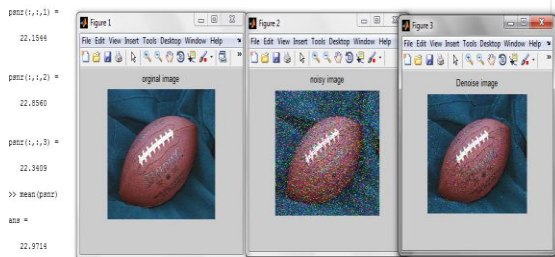 psnr(:,:,1) =
22.1544
psnr(:,:,2) =
22.8560
psnr(:,:,3) =
22.3409
>> mean(psnr)
ans =
22.9714
Figure 1
File Edit View Insert Tools Desktop Window Help
orginal image
Figure 2
File Edit View Insert Tools Desktop Window Help
noisy image
Figure 3
File Edit View Insert Tools Desktop Window Help
Denoise image